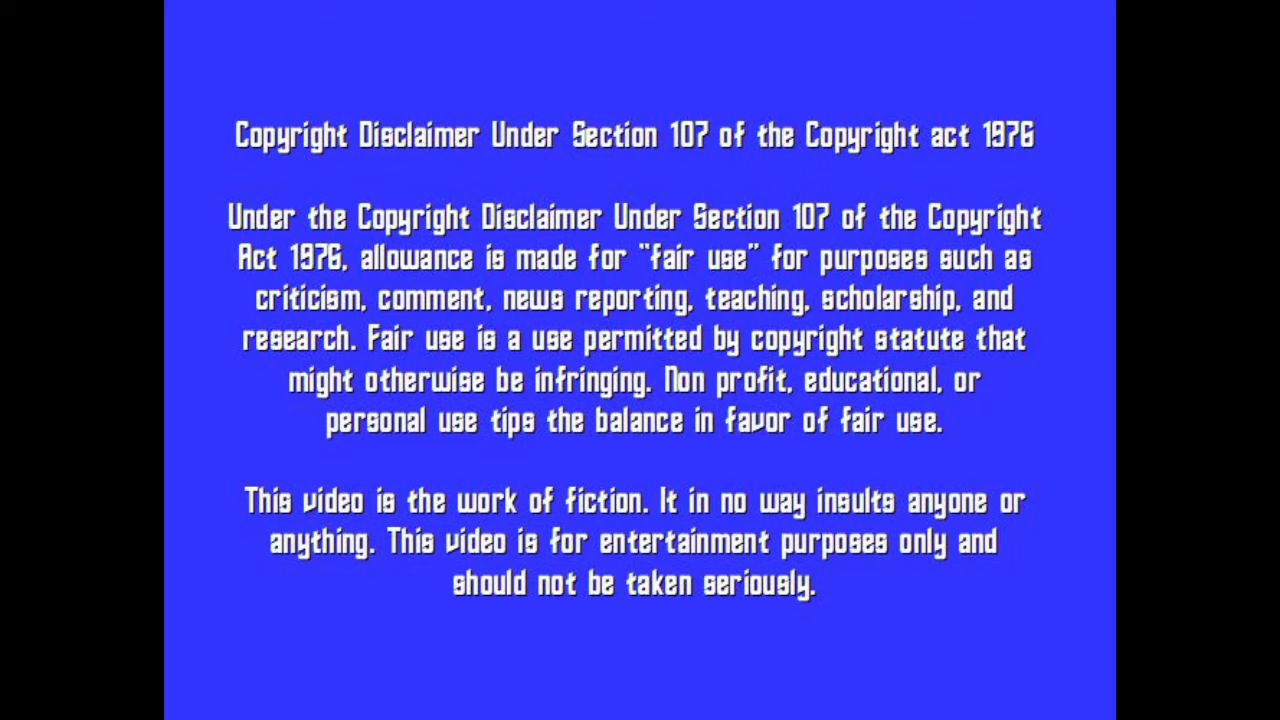 Copyright Disclaimer Under Section 107 of the Copyright act 1976
Under the Copyright Disclaimer Under Section 107 of the Copyright
Act 1976, allowance is made for "fair use" for purposes such as
criticism, comment, news reporting, teaching, scholarship, and
research. Fair use is a use permitted by copyright statute that
might otherwise be infringing. Non profit, educational, or
personal use tips the balance in favor of fair use.
This video is the work of fiction. It in no way insults anyone or
anything. This video is for entertainment purposes only and
should not be taken seriously.